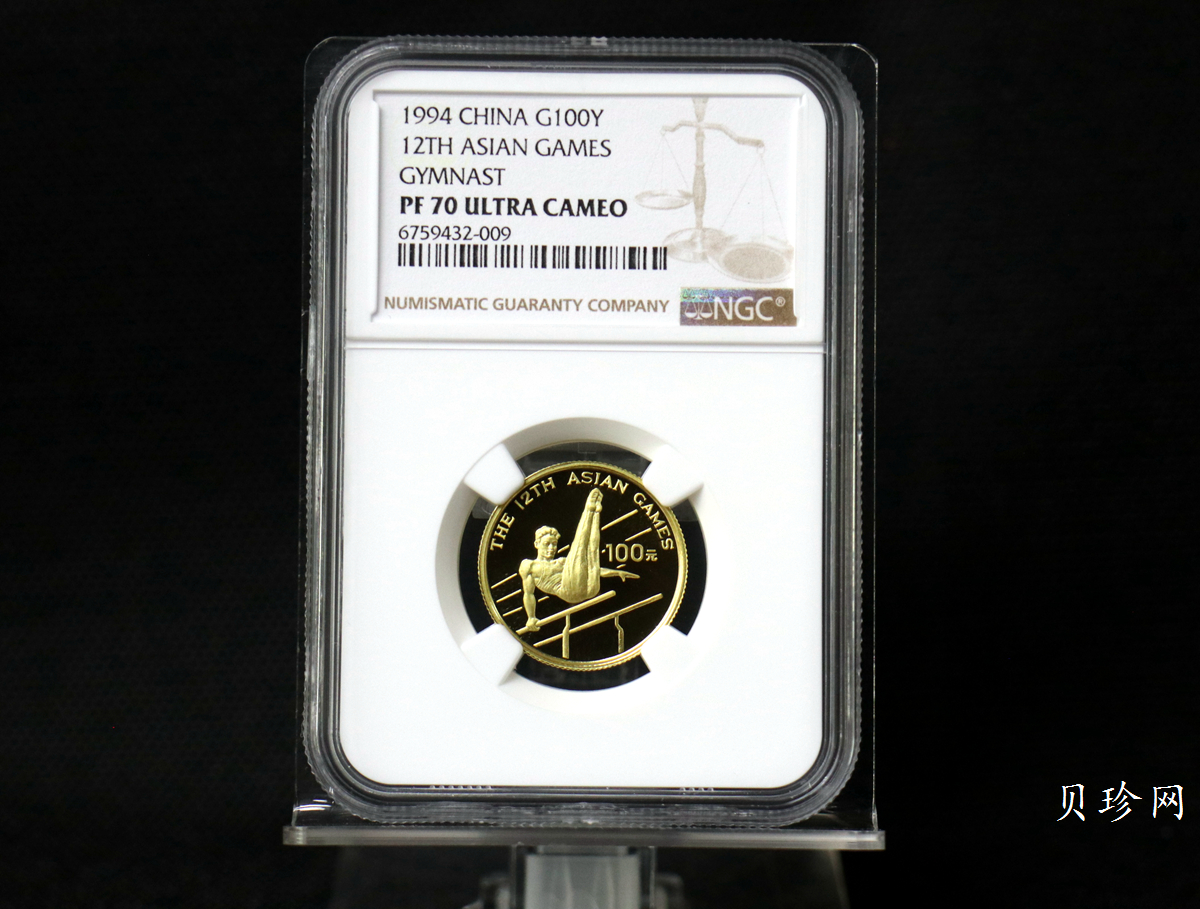 1994 CHINA G100Y
12TH ASIAN GAMES
GYMNAST
PF 70 ULTRA CAMEO
6759432-009
NUMISMATIC GUARANTY COMPANY
NGC®
THE 12TH ASIAN GAMES
100元
贝珍网